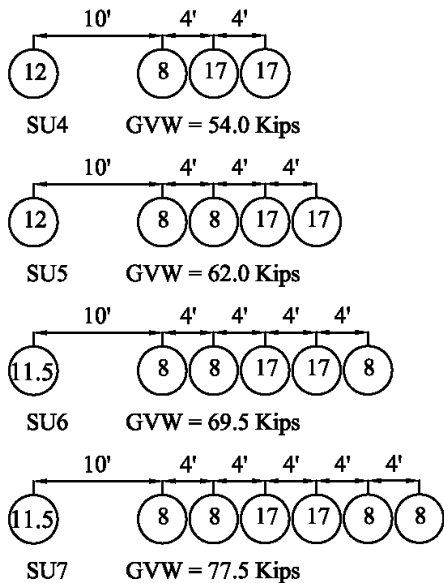 10' 4' 4'
12 8 17 17
SU4 GVW = 54.0 Kips
10' 4' 4' 4'
12 8 8 17 17
SU5 GVW = 62.0 Kips
10' 4' 4' 4' 4'
11.5 8 8 17 17 8
SU6 GVW = 69.5 Kips
10' 4' 4' 4' 4' 4'
11.5 8 8 17 17 8 8
SU7 GVW = 77.5 Kips